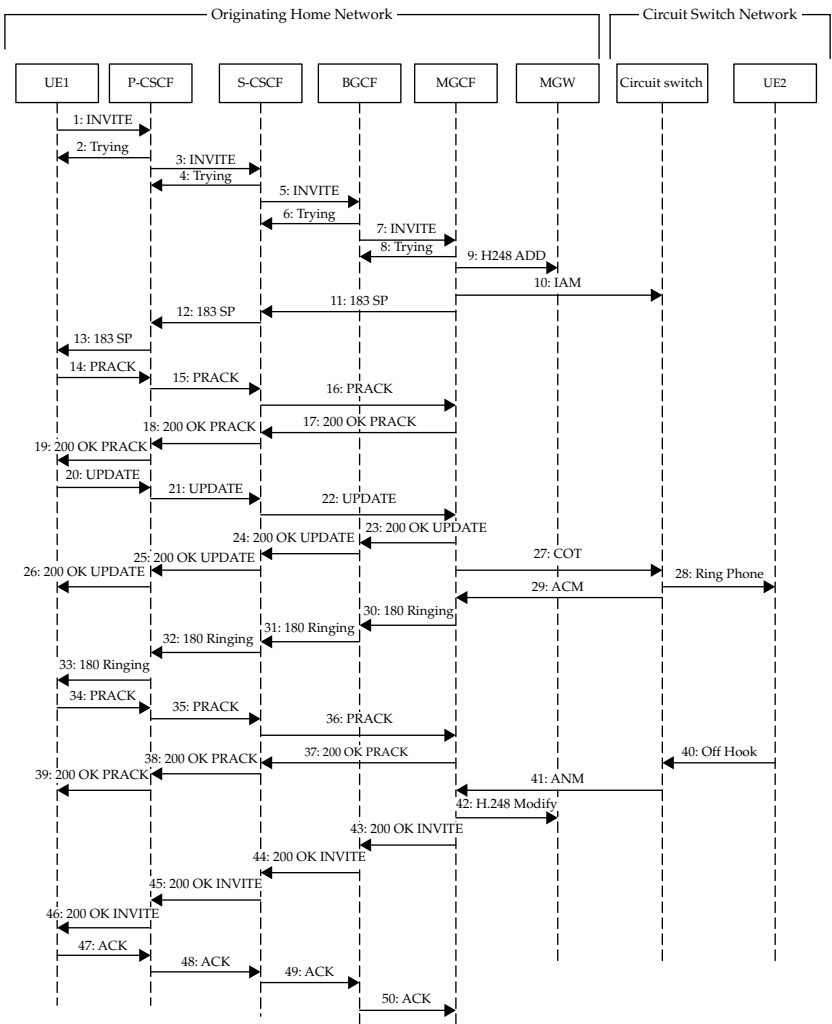 Originating Home Network
Circuit Switch Network
UE1
P-CSCF
S-CSCF
BGCF
MGCF
MGW
Circuit switch
UE2
1: INVITE
2: Trying
3: INVITE
4: Trying
5: INVITE
6: Trying
7: INVITE
8: Trying
9: H248 ADD
10: IAM
11: 183 SP
12: 183 SP
13: 183 SP
14: PRACK
15: PRACK
16: PRACK
17: 200 OK PRACK
18: 200 OK PRACK
19: 200 OK PRACK
20: UPDATE
21: UPDATE
22: UPDATE
23: 200 OK UPDATE
24: 200 OK UPDATE
25: 200 OK UPDATE
26: 200 OK UPDATE
27: COT
28: Ring Phone
29: ACM
30: 180 Ringing
31: 180 Ringing
32: 180 Ringing
33: 180 Ringing
34: PRACK
35: PRACK
36: PRACK
37: 200 OK PRACK
38: 200 OK PRACK
39: 200 OK PRACK
40: Off Hook
41: ANM
42: H.248 Modify
43: 200 OK INVITE
44: 200 OK INVITE
45: 200 OK INVITE
46: 200 OK INVITE
47: ACK
48: ACK
49: ACK
50: ACK